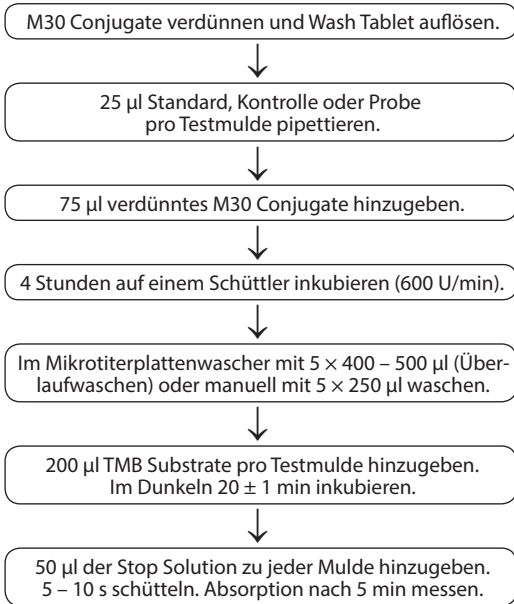 M30 Conjugate verdünnen und Wash Tablet auflösen.
25 µl Standard, Kontrolle oder Probe
pro Testmulde pipettieren.
75 µl verdünntes M30 Conjugate hinzugeben.
4 Stunden auf einem Schüttler inkubieren (600 U/min).
Im Mikrotiterplattenwascher mit 5 × 400 – 500 µl (Über-
laufwaschen) oder manuell mit 5 × 250 µl waschen.
200 µl TMB Substrate pro Testmulde hinzugeben.
Im Dunkeln 20 ± 1 min inkubieren.
50 µl der Stop Solution zu jeder Mulde hinzugeben.
5 – 10 s schütteln. Absorption nach 5 min messen.